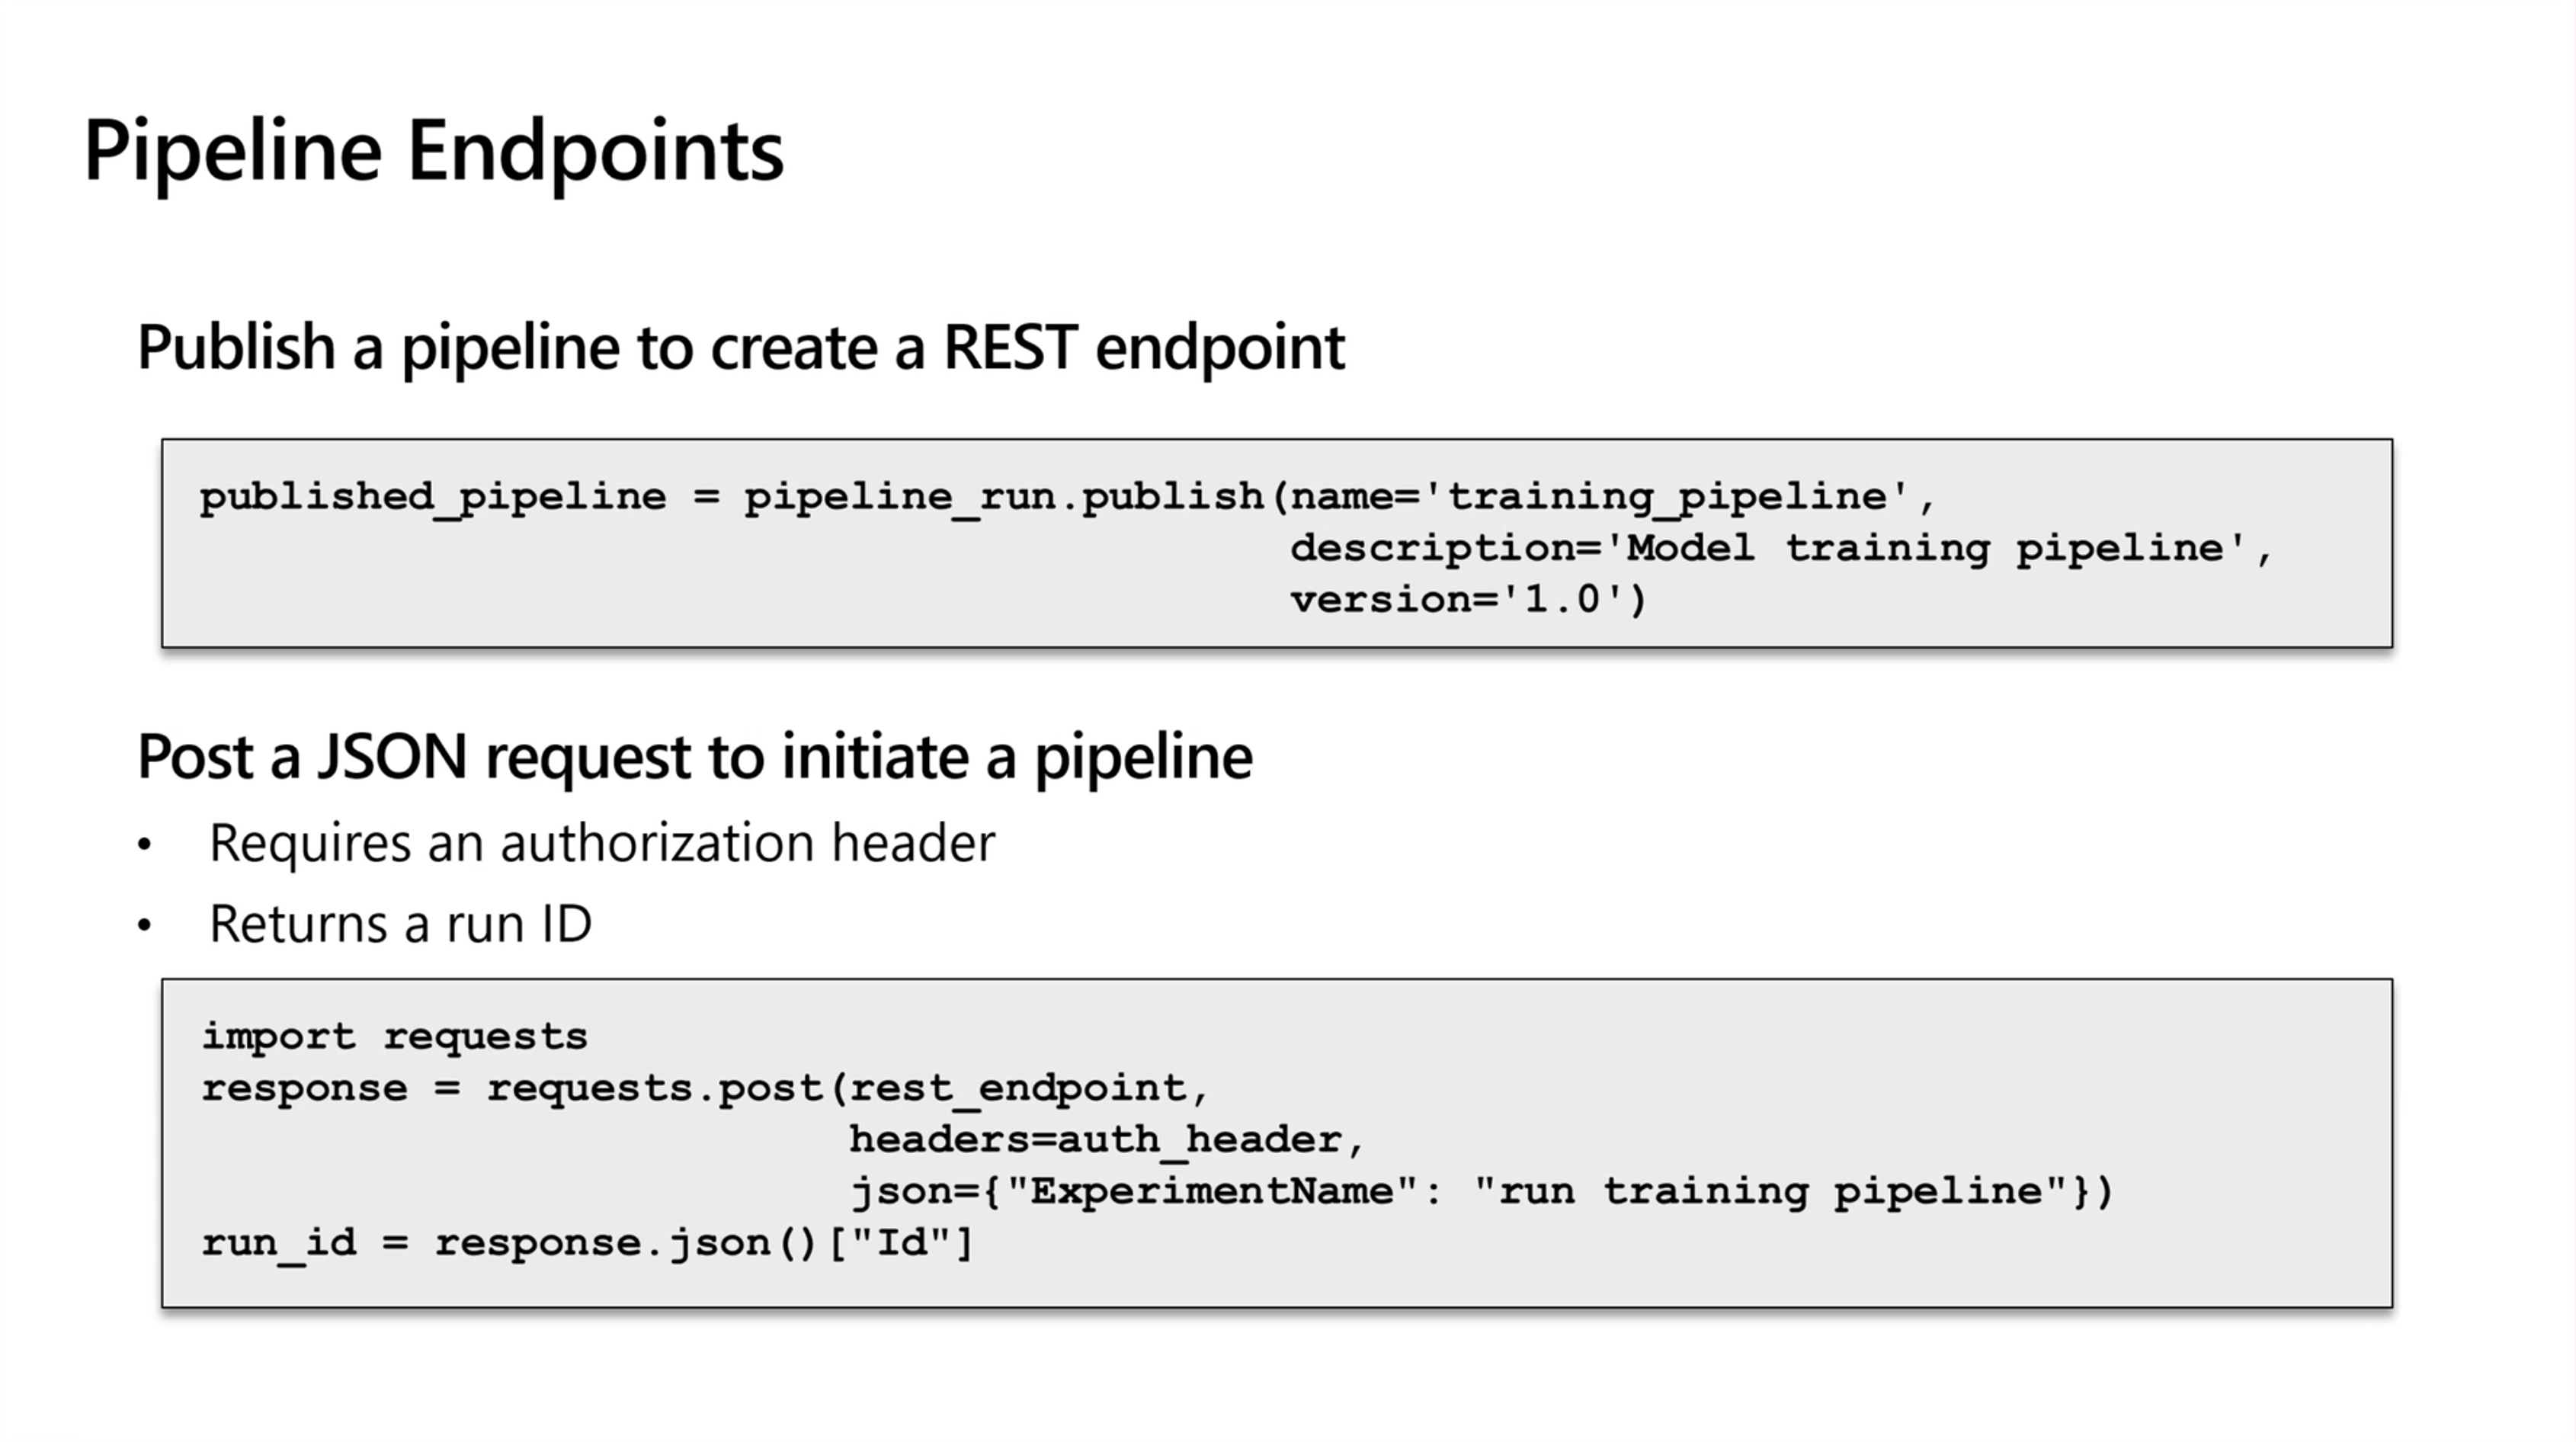 Pipeline Endpoints
Publish a pipeline to create a REST endpoint
published_pipeline = pipeline_run.publish(name='training_pipeline',
description='Model training pipeline',
version='1.0')
Post a JSON request to initiate a pipeline
• Requires an authorization header
• Returns a run ID
import requests
response = requests.post(rest_endpoint,
headers=auth_header,
json={"ExperimentName": "run training pipeline"})
run_id = response.json()["Id"]